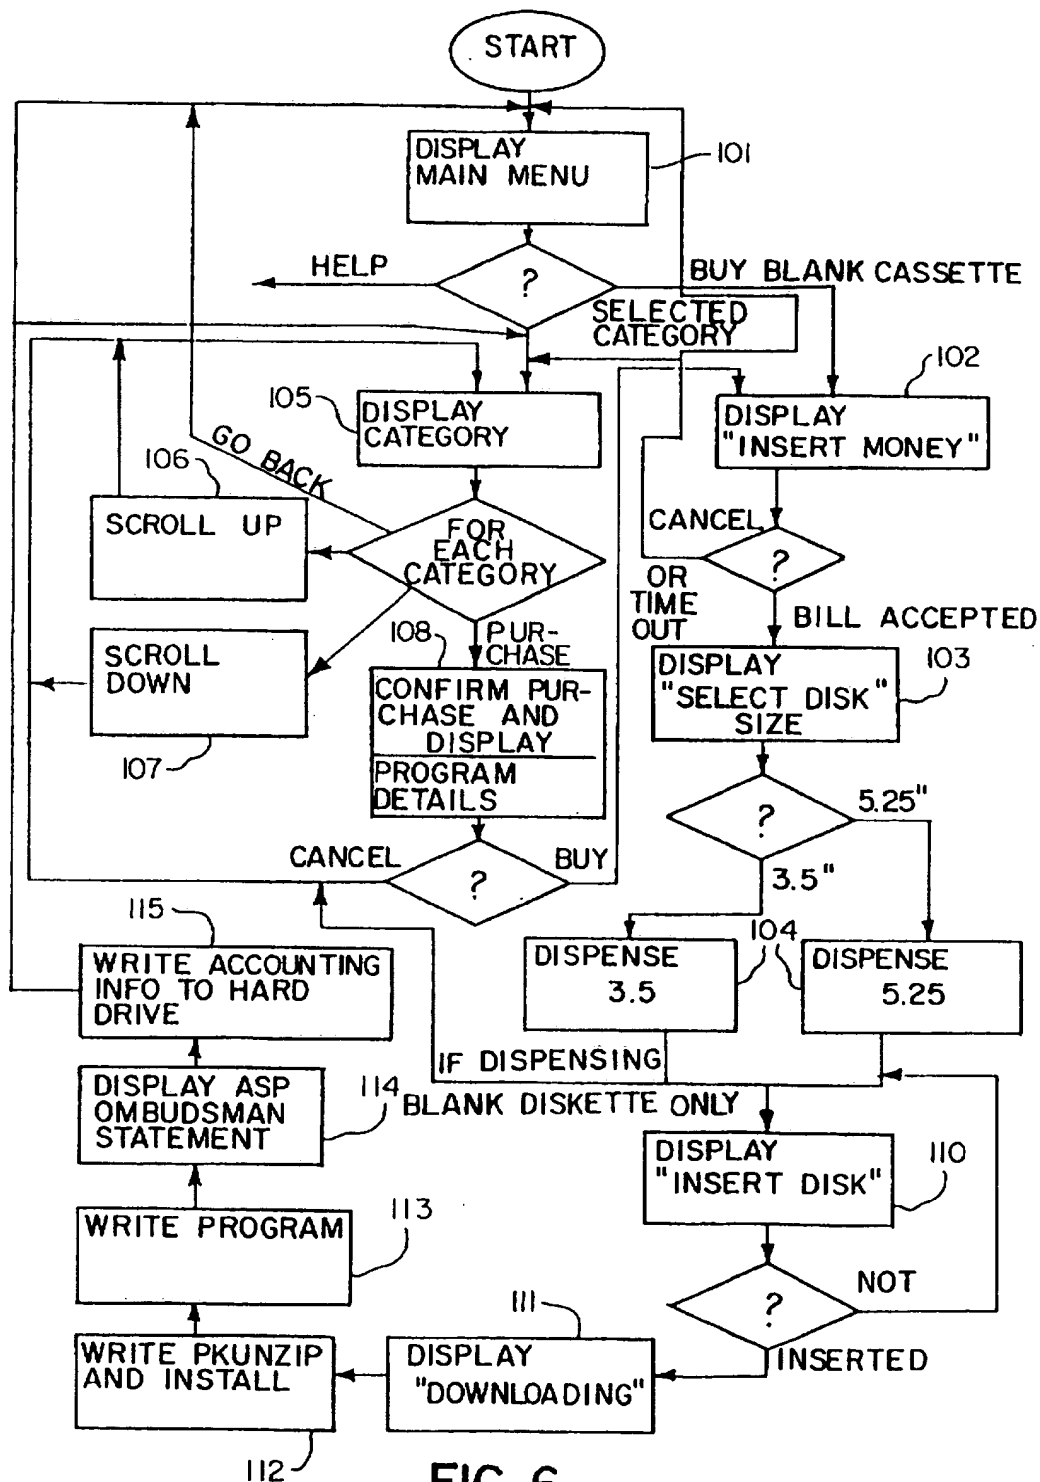 START
DISPLAY
MAIN MENU
101
HELP
?
BUY BLANK CASSETTE
SELECTED
CATEGORY
102
105
DISPLAY
CATEGORY
DISPLAY
"INSERT MONEY"
GO BACK
106
SCROLL UP
FOR
EACH
CATEGORY
CANCEL
?
OR
TIME
OUT
BILL ACCEPTED
108
PUR-
CHASE
SCROLL
DOWN
107
CONFIRM PUR-
CHASE AND
DISPLAY
PROGRAM
DETAILS
DISPLAY
"SELECT DISK"
SIZE
103
?
5.25"
3.5"
CANCEL
?
BUY
115
104
WRITE ACCOUNTING
INFO TO HARD
DRIVE
DISPENSE
3.5
DISPENSE
5.25
IF DISPENSING
BLANK DISKETTE ONLY
DISPLAY ASP
OMBUDSMAN
STATEMENT
114
DISPLAY
"INSERT DISK"
110
WRITE PROGRAM
113
?
NOT
INSERTED
111
WRITE PKUNZIP
AND INSTALL
DISPLAY
"DOWNLOADING"
112
FIG. 6